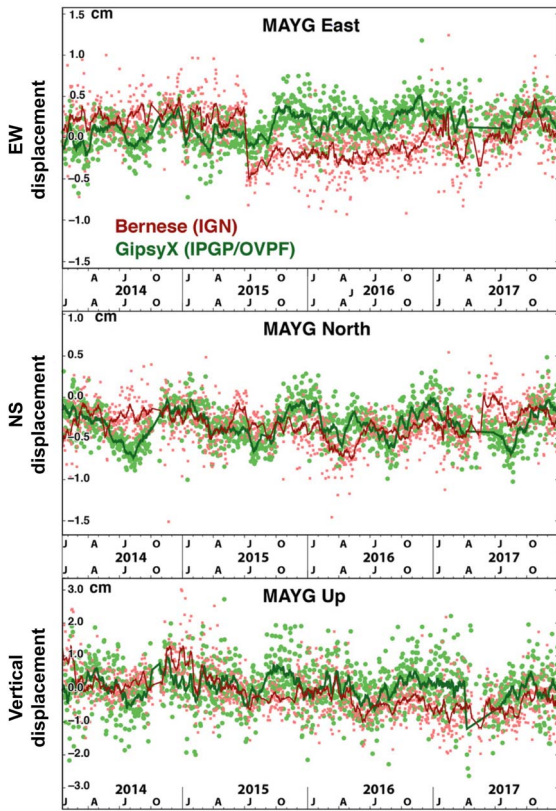 1.5 cm
MAYG East
1.0
0.5
0.0
−0.5
−1.0
−1.5
EW
displacement
Bernese (IGN)
GipsyX (IPGP/OVPF)
A O J A O J A O J A O
2014 2015 2016 2017
J J A J J A J J A J J A
1.0 cm
MAYG North
0.5
0.0
−0.5
−1.0
−1.5
NS
displacement
J A J O J A J O J A J O J A J O
2014 2015 2016 2017
J A J O J A J O J A J O J A J O
3.0 cm
MAYG Up
2.0
1.0
0.0
−1.0
−2.0
−3.0
Vertical
displacement
2014 2015 2016 2017